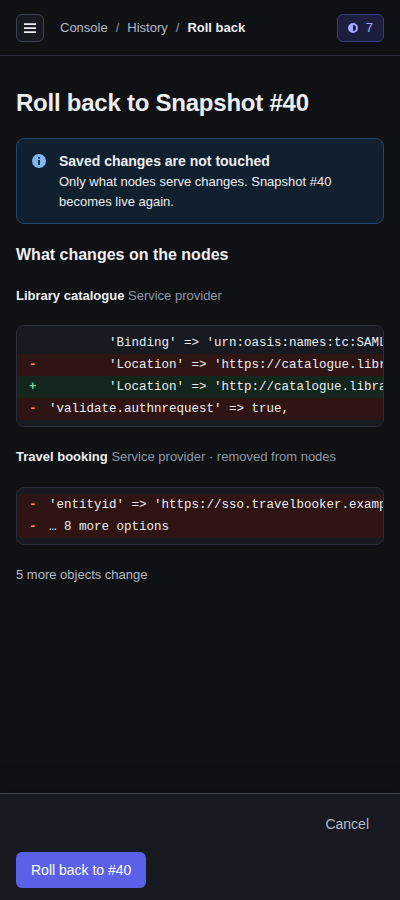 Console / History / Roll back
7
Roll back to Snapshot #40
Saved changes are not touched
Only what nodes serve changes. Snapshot #40
becomes live again.
What changes on the nodes
Library catalogue Service provider
'Binding' => 'urn:oasis:names:tc:SAML
- 'Location' => 'https://catalogue.libr
+ 'Location' => 'http://catalogue.libra
- 'validate.authnrequest' => true,
Travel booking Service provider · removed from nodes
- 'entityid' => 'https://sso.travelbooker.examp
- … 8 more options
5 more objects change
Cancel
Roll back to #40